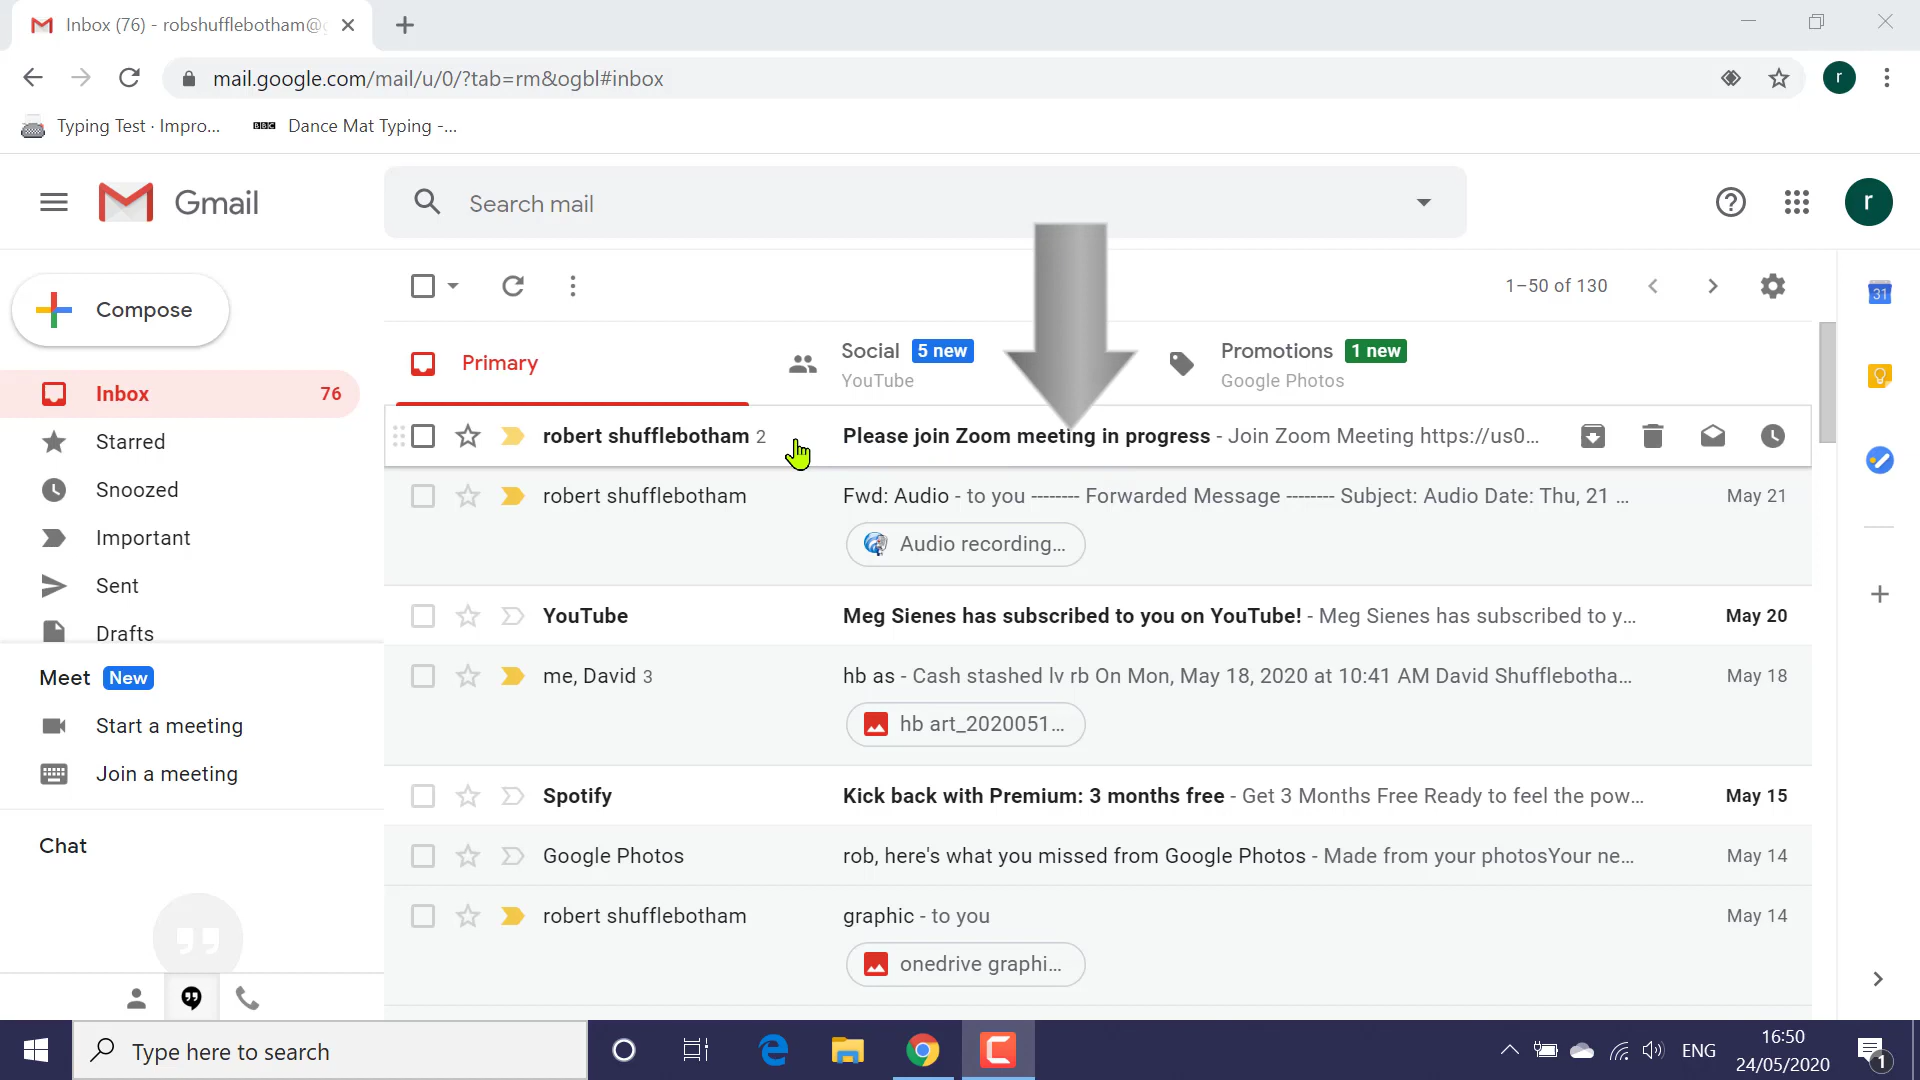 Inbox (76) - robshufflebotham@g
mail.google.com/mail/u/0/?tab=rm&ogbl#inbox
r
Typing Test · Impro...
BBC Dance Mat Typing -...
Gmail
Search mail
r
Compose
1–50 of 130
31
Primary
Social 5 new
YouTube
Promotions 1 new
Google Photos
Inbox 76
Starred
Snoozed
Important
Sent
Drafts
robert shufflebotham 2 Please join Zoom meeting in progress - Join Zoom Meeting https://us0...
robert shufflebotham Fwd: Audio - to you -------- Forwarded Message -------- Subject: Audio Date: Thu, 21 ... May 21
Audio recording...
YouTube Meg Sienes has subscribed to you on YouTube! - Meg Sienes has subscribed to y... May 20
me, David 3 hb as - Cash stashed lv rb On Mon, May 18, 2020 at 10:41 AM David Shufflebotha... May 18
hb art_2020051...
Spotify Kick back with Premium: 3 months free - Get 3 Months Free Ready to feel the pow... May 15
Google Photos rob, here's what you missed from Google Photos - Made from your photosYour ne... May 14
robert shufflebotham graphic - to you May 14
onedrive graphi...
Meet New
Start a meeting
Join a meeting
Chat
Type here to search
ENG
16:50
24/05/2020
1